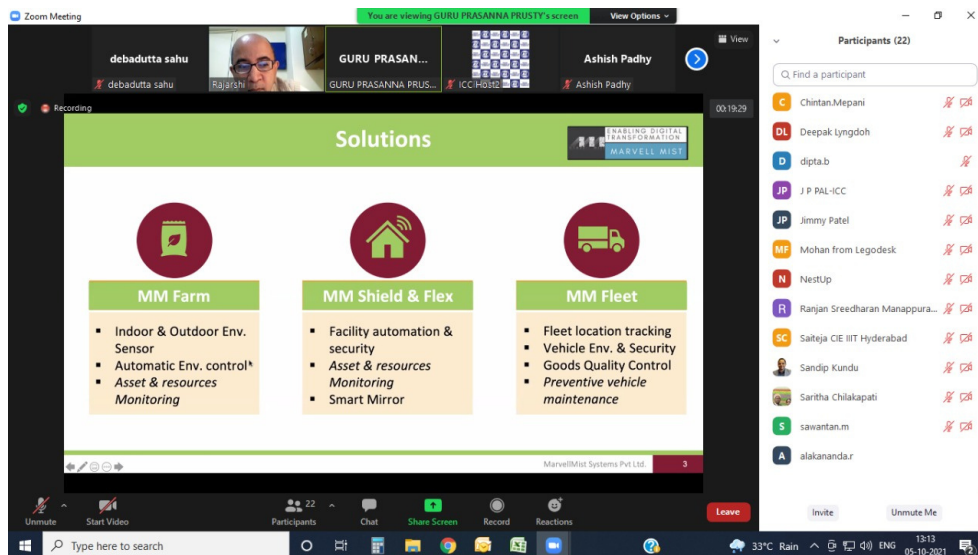 Zoom Meeting
You are viewing GURU PRASANNA PRUSTY's screen
View Options
debadutta sahu
debadutta sahu
Rajarshi
GURU PRASAN...
GURU PRASANNA PRUS...
ICC Host2
Ashish Padhy
Ashish Padhy
View
Recording
00:19:29
Solutions
ENABLING DIGITAL
TRANSFORMATION
MARVELL MIST
MM Farm
Indoor & Outdoor Env.
Sensor
Automatic Env. control
Asset & resources
Monitoring
MM Shield & Flex
Facility automation &
security
Asset & resources
Monitoring
Smart Mirror
MM Fleet
Fleet location tracking
Vehicle Env. & Security
Goods Quality Control
Preventive vehicle
maintenance
MarvellMist Systems Pvt Ltd.
3
Unmute
Start Video
22
Participants
Chat
Share Screen
Record
Reactions
Leave
Participants (22)
Find a participant
C Chintan.Mepani
DL Deepak Lyngdoh
D dipta.b
JP J P PAL-ICC
JP Jimmy Patel
MF Mohan from Legodesk
N NestUp
R Ranjan Sreedharan Manappura...
SC Saiteja CIE IIIT Hyderabad
Sandip Kundu
Saritha Chilakapati
S sawantan.m
A alakananda.r
Invite
Unmute Me
Type here to search
33°C Rain
ENG
13:13
05-10-2021